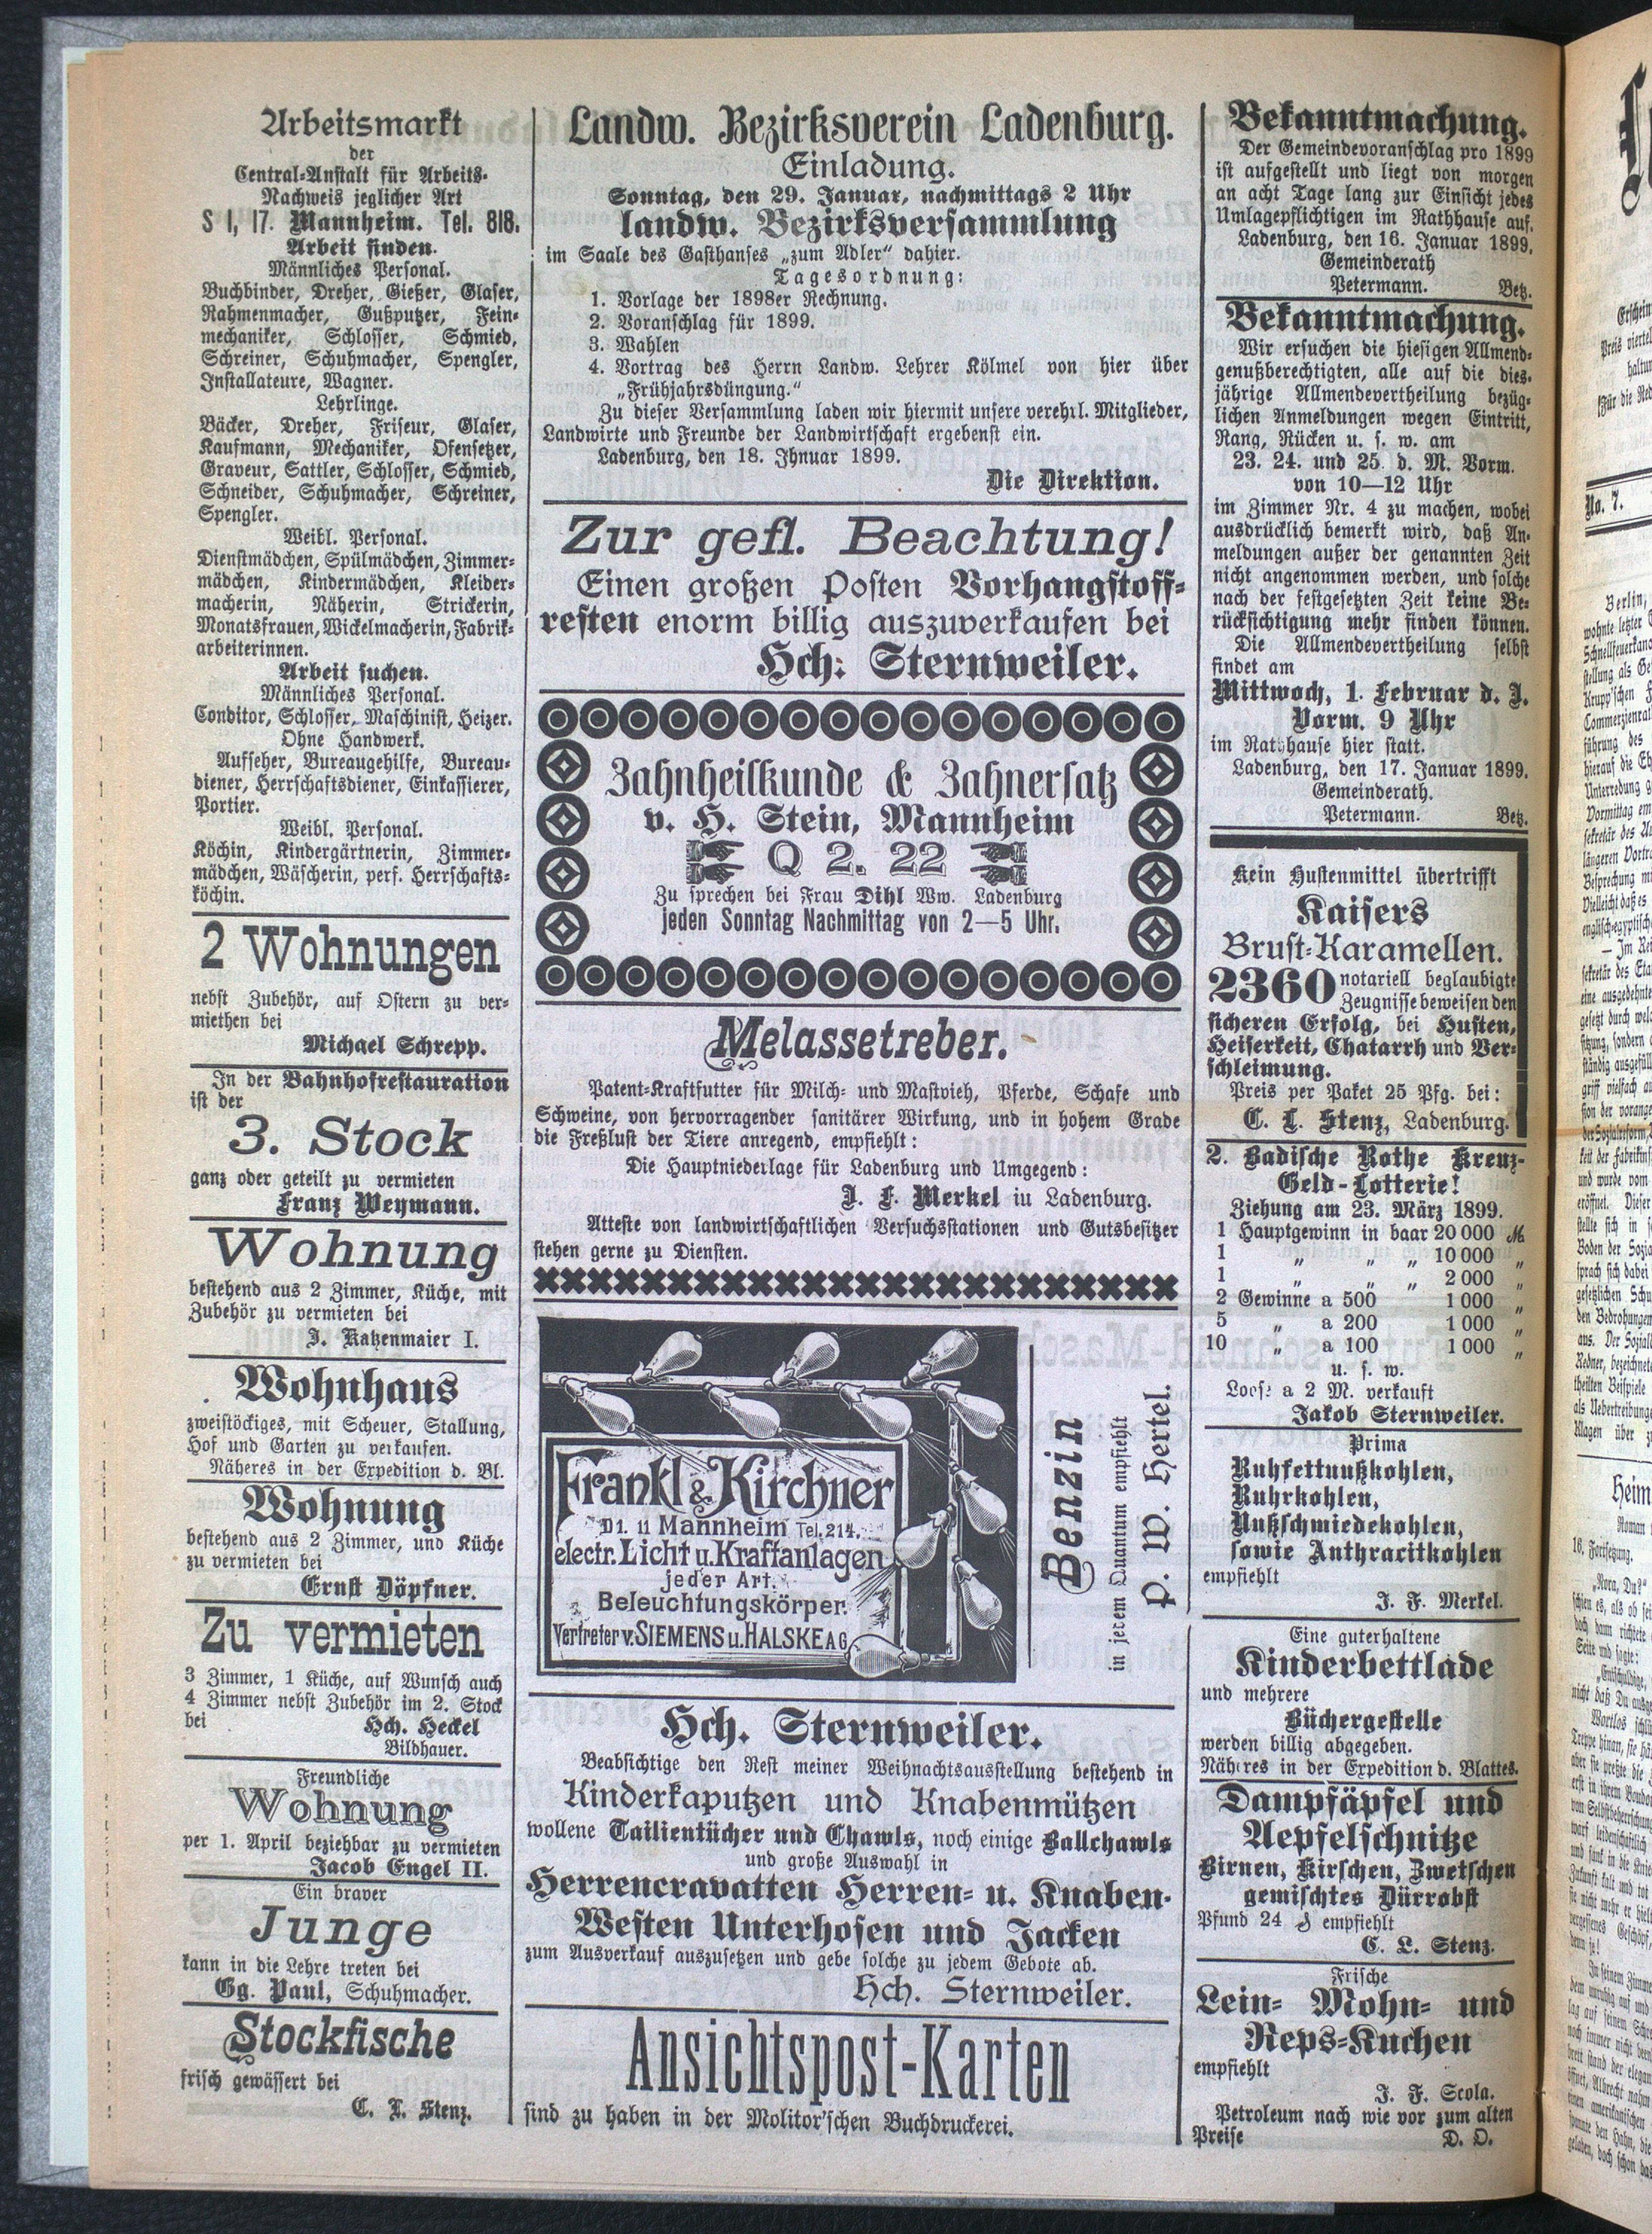 Arbeitsmarkt
der
Central-Anstalt für Arbeits-
Nachweis jeglicher Art
S 1, 17. Mannheim. Tel. 818.
Arbeit finden.
Männliches Personal.
Buchbinder, Dreher, Gießer, Glaser,
Rahmenmacher, Gußputzer, Fein-
mechaniker, Schlosser, Schmied,
Schreiner, Schuhmacher, Spengler,
Installateure, Wagner.
Lehrlinge.
Bäcker, Dreher, Friseur, Glaser,
Kaufmann, Mechaniker, Ofensetzer,
Graveur, Sattler, Schlosser, Schmied,
Schneider, Schuhmacher, Schreiner,
Spengler.
Weibl. Personal.
Dienstmädchen, Spülmädchen, Zimmer-
mädchen, Kindermädchen, Kleider-
macherin, Näherin, Strickerin,
Monatsfrauen, Wickelmacherin, Fabrik-
arbeiterinnen.
Arbeit suchen.
Männliches Personal.
Conditor, Schlosser, Maschinist, Heizer.
Ohne Handwerk.
Aufseher, Bureaugehilfe, Bureau-
diener, Herrschaftsdiener, Einkassierer,
Portier.
Weibl. Personal.
Köchin, Kindergärtnerin, Zimmer-
mädchen, Wäscherin, perf. Herrschafts-
köchin.
2 Wohnungen
nebst Zubehör, auf Ostern zu ver-
miethen bei
Michael Schrepp.
In der Bahnhofrestauration
ist der
3. Stock
ganz oder geteilt zu vermieten
Franz Weymann.
Wohnung
bestehend aus 2 Zimmer, Küche, mit
Zubehör zu vermieten bei
J. Katzenmaier I.
Wohnhaus
zweistöckiges, mit Scheuer, Stallung,
Hof und Garten zu verkaufen.
Näheres in der Expedition d. Bl.
Wohnung
bestehend aus 2 Zimmer, und Küche
zu vermieten bei
Ernst Döpfner.
Zu vermieten
3 Zimmer, 1 Küche, auf Wunsch auch
4 Zimmer nebst Zubehör im 2. Stock
bei Hch. Heckel
Bildhauer.
Freundliche
Wohnung
per 1. April beziehbar zu vermieten
Jacob Engel II.
Ein braver
Junge
kann in die Lehre treten bei
Gg. Paul, Schuhmacher.
Stockfische
frisch gewässert bei
C. L. Stenz.
Landw. Bezirksverein Ladenburg.
Einladung.
Sonntag, den 29. Januar, nachmittags 2 Uhr
landw. Bezirksversammlung
im Saale des Gasthanses „zum Adler“ dahier.
Tagesordnung:
1. Vorlage der 1898er Rechnung.
2. Voranschlag für 1899.
3. Wahlen
4. Vortrag des Herrn Landw. Lehrer Kölmel von hier über
„Frühjahrsdüngung.“
Zu dieser Versammlung laden wir hiermit unsere verehrl. Mitglieder,
Landwirte und Freunde der Landwirtschaft ergebenst ein.
Ladenburg, den 18. Jhnuar 1899.
Die Direktion.
Zur gefl. Beachtung!
Einen großen Posten Vorhangstoff-
resten enorm billig auszuverkaufen bei
Hch: Sternweiler.
Zahnheilkunde & Zahnersatz
v. H. Stein, Mannheim
Q 2. 22
Zu sprechen bei Frau Dihl Ww. Ladenburg
jeden Sonntag Nachmittag von 2—5 Uhr.
Melassetreber.
Patent-Kraftfutter für Milch- und Mastvieh, Pferde, Schafe und
Schweine, von hervorragender sanitärer Wirkung, und in hohem Grade
die Freßlust der Tiere anregend, empfiehlt:
Die Hauptniederlage für Ladenburg und Umgegend:
J. F. Merkel in Ladenburg.
Atteste von landwirtschaftlichen Versuchsstationen und Gutsbesitzer
stehen gerne zu Diensten.
Frankl & Kirchner
D1. 11 Mannheim Tel. 214.
electr. Licht u. Kraftanlagen
jeder Art.
Beleuchtungskörper.
Vertreter v. SIEMENS u. HALSKE A G
Benzin
in jedem Quantum empfiehlt
P. W. Hertel.
Hch. Sternweiler.
Beabsichtige den Rest meiner Weihnachtsausstellung bestehend in
Kinderkaputzen und Knabenmützen
wollene Tailientücher und Chawls, noch einige Ballchawls
und große Auswahl in
Herrencravatten Herren- u. Knaben-
Westen Unterhosen und Jacken
zum Ausverkauf auszusetzen und gebe solche zu jedem Gebote ab.
Hch. Sternweiler.
Ansichtspost-Karten
sind zu haben in der Molitor'schen Buchdruckerei.
Bekanntmachung.
Der Gemeindevoranschlag pro 1899
ist aufgestellt und liegt von morgen
an acht Tage lang zur Einsicht jedes
Umlagepflichtigen im Rathhause auf.
Ladenburg, den 16. Januar 1899.
Gemeinderath
Petermann. Betz.
Bekanntmachung.
Wir ersuchen die hiesigen Allmend-
genußberechtigten, alle auf die dies-
jährige Allmendevertheilung bezüg-
lichen Anmeldungen wegen Eintritt,
Rang, Rücken u. s. w. am
23. 24. und 25. d. M. Vorm.
von 10—12 Uhr
im Zimmer Nr. 4 zu machen, wobei
ausdrücklich bemerkt wird, daß An-
meldungen außer der genannten Zeit
nicht angenommen werden, und solche
nach der festgesetzten Zeit keine Be-
rücksichtigung mehr finden können.
Die Allmendevertheilung selbst
findet am
Mittwoch, 1. Februar d. J.
Vorm. 9 Uhr
im Rathhause hier statt.
Ladenburg, den 17. Januar 1899.
Gemeinderath.
Petermann. Betz.
Kein Hustenmittel übertrifft
Kaisers
Brust-Karamellen.
2360 notariell beglaubigte
Zeugnisse beweisen den
sicheren Erfolg, bei Husten,
Heiserkeit, Chatarrh und Ver-
schleimung.
Preis per Paket 25 Pfg. bei:
C. L. Stenz, Ladenburg.
2. Badische Rothe Kreuz-
Geld-Lotterie!
Ziehung am 23. März 1899.
1 Hauptgewinn in baar 20 000 M.
1 „ „ „ 10 000 „
1 „ „ „ 2 000 „
2 Gewinne a 500 1 000 „
5 „ a 200 1 000 „
10 „ a 100 1 000 „
u. s. w.
Loose a 2 M. verkauft
Jakob Sternweiler.
Prima
Ruhfettnußkohlen,
Ruhrkohlen,
Nußschmiedekohlen,
sowie Anthracitkohlen
empfiehlt
J. F. Merkel.
Eine guterhaltene
Kinderbettlade
und mehrere
Büchergestelle
werden billig abgegeben.
Näheres in der Expedition d. Blattes.
Dampfäpfel und
Aepfelschnitze
Birnen, Kirschen, Zwetschen
gemischtes Dürrobst
Pfund 24 ₰ empfiehlt
C. L. Stenz.
Frische
Lein- Mohn- und
Reps-Kuchen
empfiehlt
J. F. Scola.
Petroleum nach wie vor zum alten
Preise D. O.
No. 7.